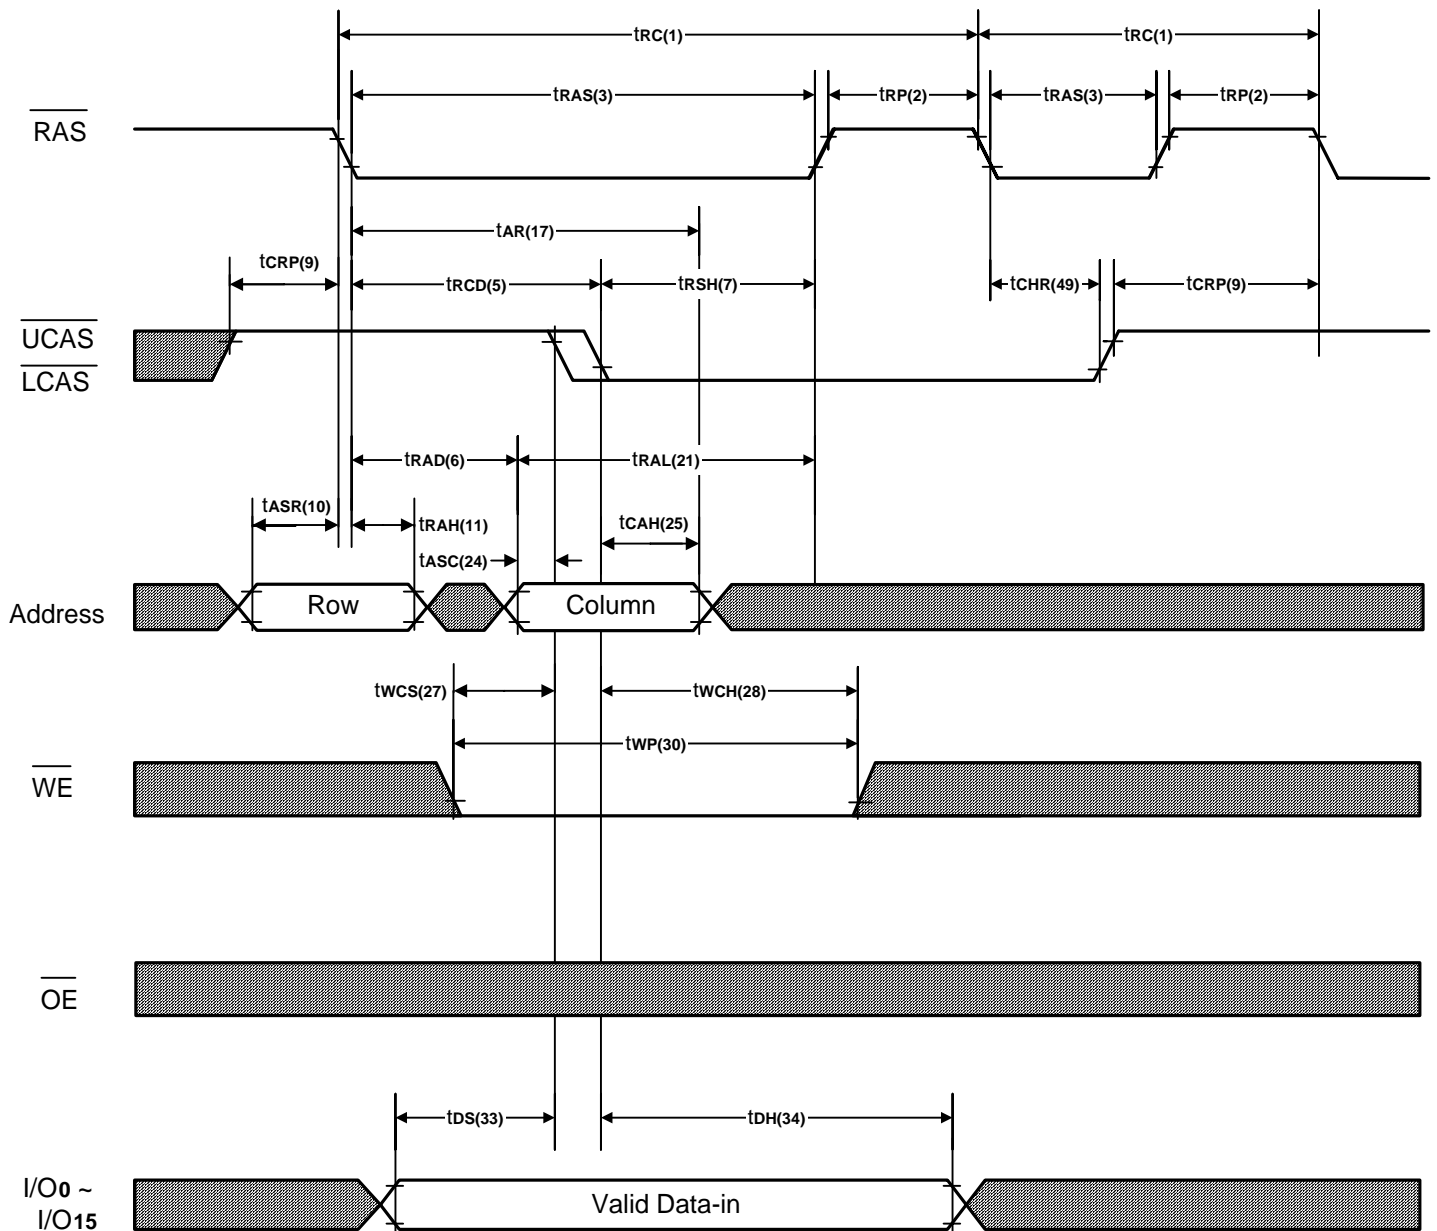 tRC(1) tRC(1)
tRAS(3) tRP(2) tRAS(3) tRP(2)
RAS
tAR(17)
tCRP(9) tRCD(5) tRSH(7) tCHR(49) tCRP(9)
UCAS
LCAS
tRAD(6) tRAL(21)
tASR(10) tRAH(11) tCAH(25)
tASC(24)
Address Row Column
tWCS(27) tWCH(28)
tWP(30)
WE
OE
tDS(33) tDH(34)
I/O0 ~
I/O15 Valid Data-in